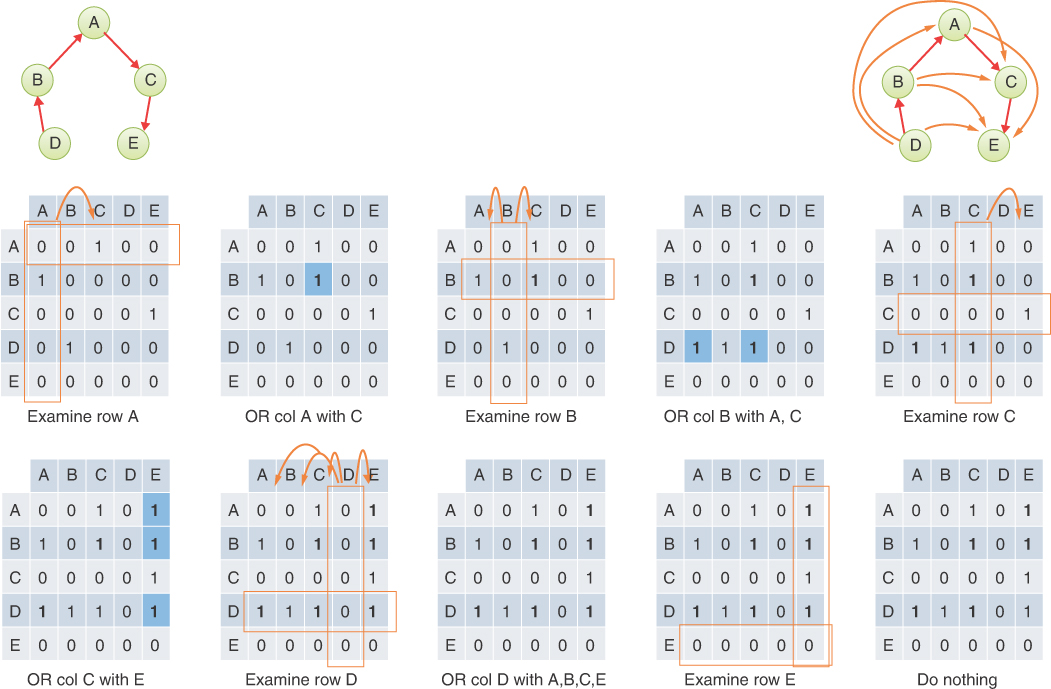 A
B
C
D
E
A
B
C
D
E
A B C D E
A 0 0 1 0 0
B 1 0 0 0 0
C 0 0 0 0 1
D 0 1 0 0 0
E 0 0 0 0 0
Examine row A
A B C D E
A 0 0 1 0 0
B 1 0 1 0 0
C 0 0 0 0 1
D 0 1 0 0 0
E 0 0 0 0 0
OR col A with C
A B C D E
A 0 0 1 0 0
B 1 0 1 0 0
C 0 0 0 0 1
D 0 1 0 0 0
E 0 0 0 0 0
Examine row B
A B C D E
A 0 0 1 0 0
B 1 0 1 0 0
C 0 0 0 0 1
D 1 1 1 0 0
E 0 0 0 0 0
OR col B with A, C
A B C D E
A 0 0 1 0 0
B 1 0 1 0 0
C 0 0 0 0 1
D 1 1 1 0 0
E 0 0 0 0 0
Examine row C
A B C D E
A 0 0 1 0 1
B 1 0 1 0 1
C 0 0 0 0 1
D 1 1 1 0 1
E 0 0 0 0 0
OR col C with E
A B C D E
A 0 0 1 0 1
B 1 0 1 0 1
C 0 0 0 0 1
D 1 1 1 0 1
E 0 0 0 0 0
Examine row D
A B C D E
A 0 0 1 0 1
B 1 0 1 0 1
C 0 0 0 0 1
D 1 1 1 0 1
E 0 0 0 0 0
OR col D with A,B,C,E
A B C D E
A 0 0 1 0 1
B 1 0 1 0 1
C 0 0 0 0 1
D 1 1 1 0 1
E 0 0 0 0 0
Examine row E
A B C D E
A 0 0 1 0 1
B 1 0 1 0 1
C 0 0 0 0 1
D 1 1 1 0 1
E 0 0 0 0 0
Do nothing